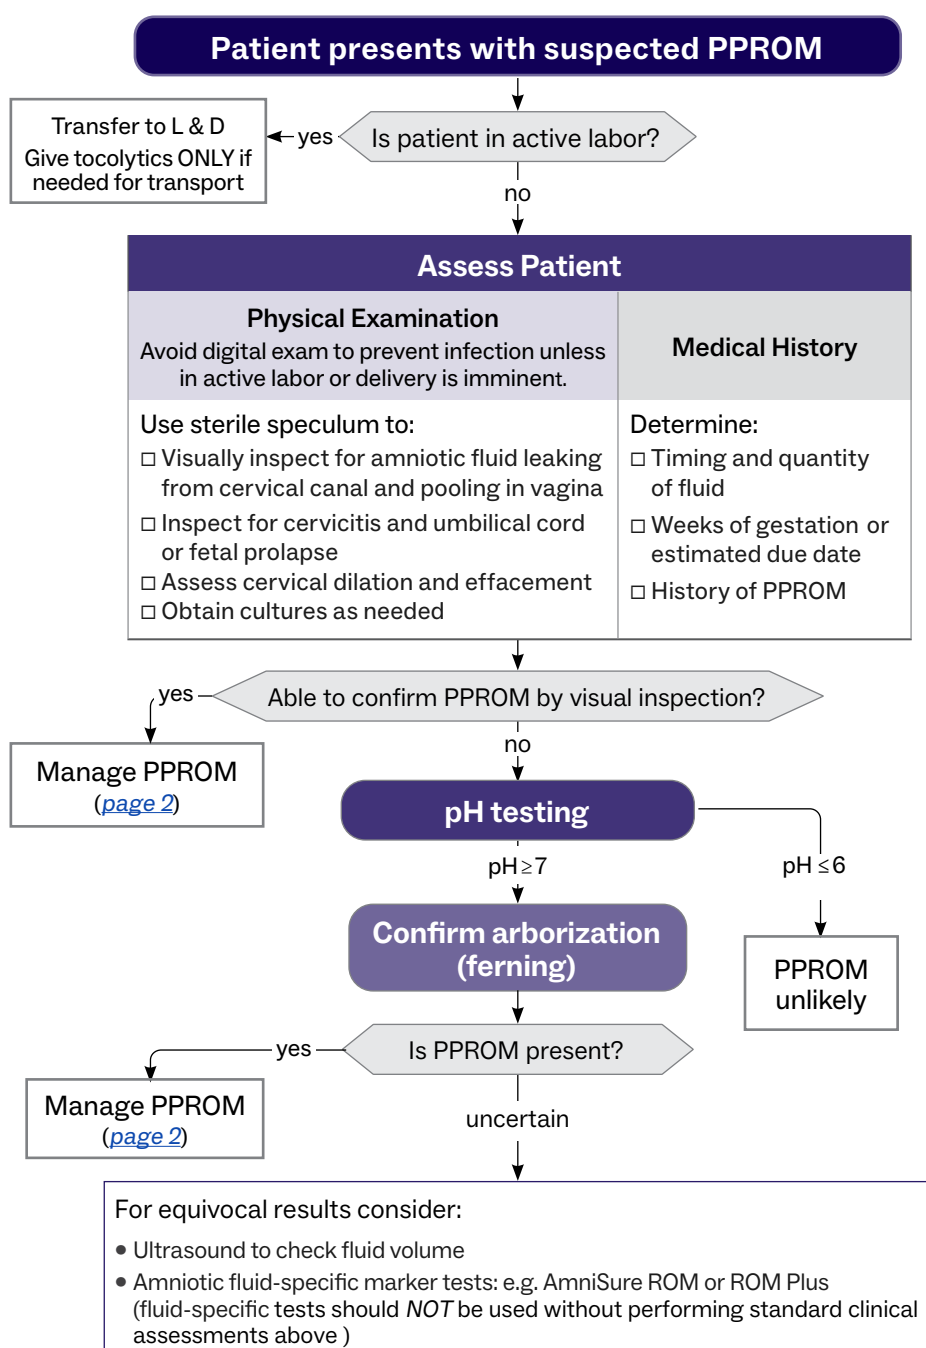 Patient presents with suspected PPROM
Is patient in active labor?
yes
Transfer to L & D
Give tocolytics ONLY if
needed for transport
no
Assess Patient
Physical Examination
Avoid digital exam to prevent infection unless
in active labor or delivery is imminent.
Use sterile speculum to:
☐ Visually inspect for amniotic fluid leaking
from cervical canal and pooling in vagina
☐ Inspect for cervicitis and umbilical cord
or fetal prolapse
☐ Assess cervical dilation and effacement
☐ Obtain cultures as needed
Medical History
Determine:
☐ Timing and quantity
of fluid
☐ Weeks of gestation or
estimated due date
☐ History of PPROM
Able to confirm PPROM by visual inspection?
yes
Manage PPROM
(page 2)
no
pH testing
pH ≥7
pH ≤6
PPROM
unlikely
Confirm arborization
(ferning)
Is PPROM present?
yes
Manage PPROM
(page 2)
uncertain
For equivocal results consider:
• Ultrasound to check fluid volume
• Amniotic fluid-specific marker tests: e.g. AmniSure ROM or ROM Plus
(fluid-specific tests should NOT be used without performing standard clinical
assessments above )